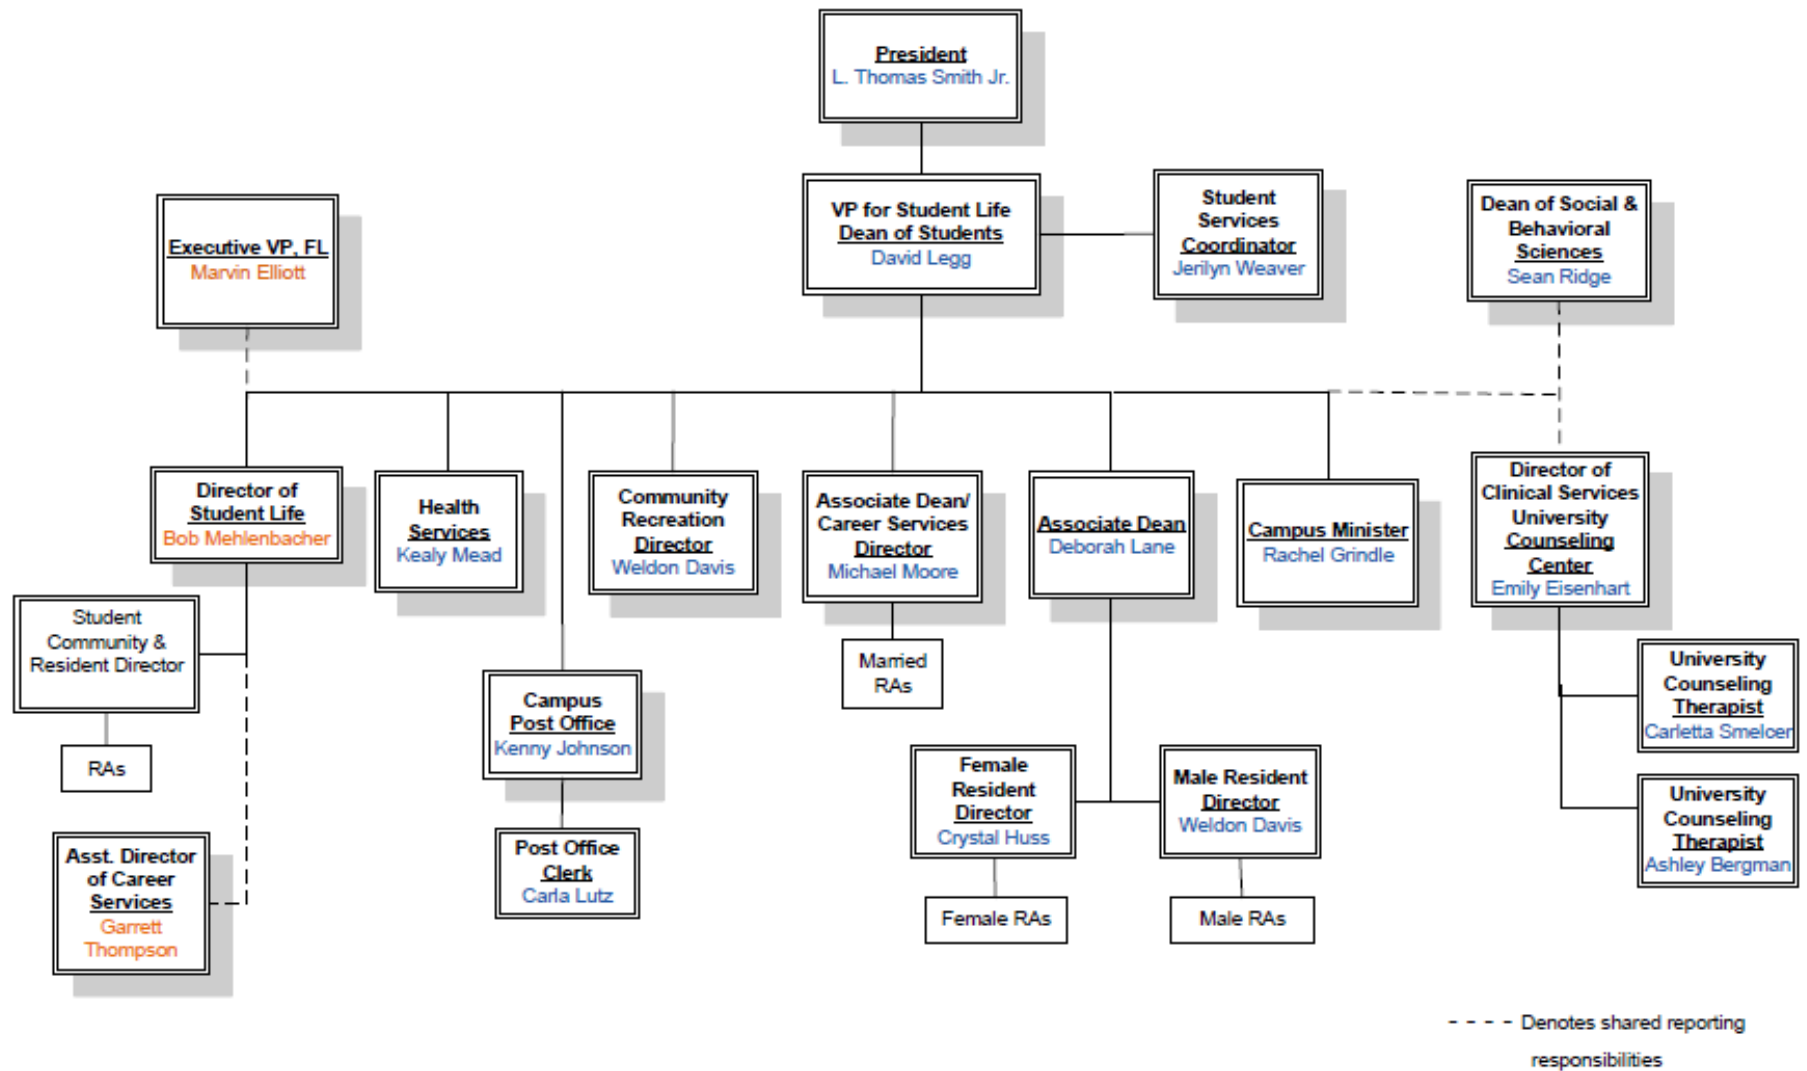 President
L. Thomas Smith Jr.
VP for Student Life
Dean of Students
David Legg
Student
Services
Coordinator
Jerilyn Weaver
Dean of Social &
Behavioral
Sciences
Sean Ridge
Executive VP, FL
Marvin Elliott
Director of
Student Life
Bob Mehlenbacher
Health
Services
Kealy Mead
Community
Recreation
Director
Weldon Davis
Associate Dean/
Career Services
Director
Michael Moore
Associate Dean
Deborah Lane
Campus Minister
Rachel Grindle
Director of
Clinical Services
University
Counseling
Center
Emily Eisenhart
Student
Community &
Resident Director
RAs
Married
RAs
Campus
Post Office
Kenny Johnson
University
Counseling
Therapist
Carletta Smelcer
Female
Resident
Director
Crystal Huss
Male Resident
Director
Weldon Davis
University
Counseling
Therapist
Ashley Bergman
Asst. Director
of Career
Services
Garrett
Thompson
Post Office
Clerk
Carla Lutz
Female RAs
Male RAs
- - - - Denotes shared reporting
responsibilities